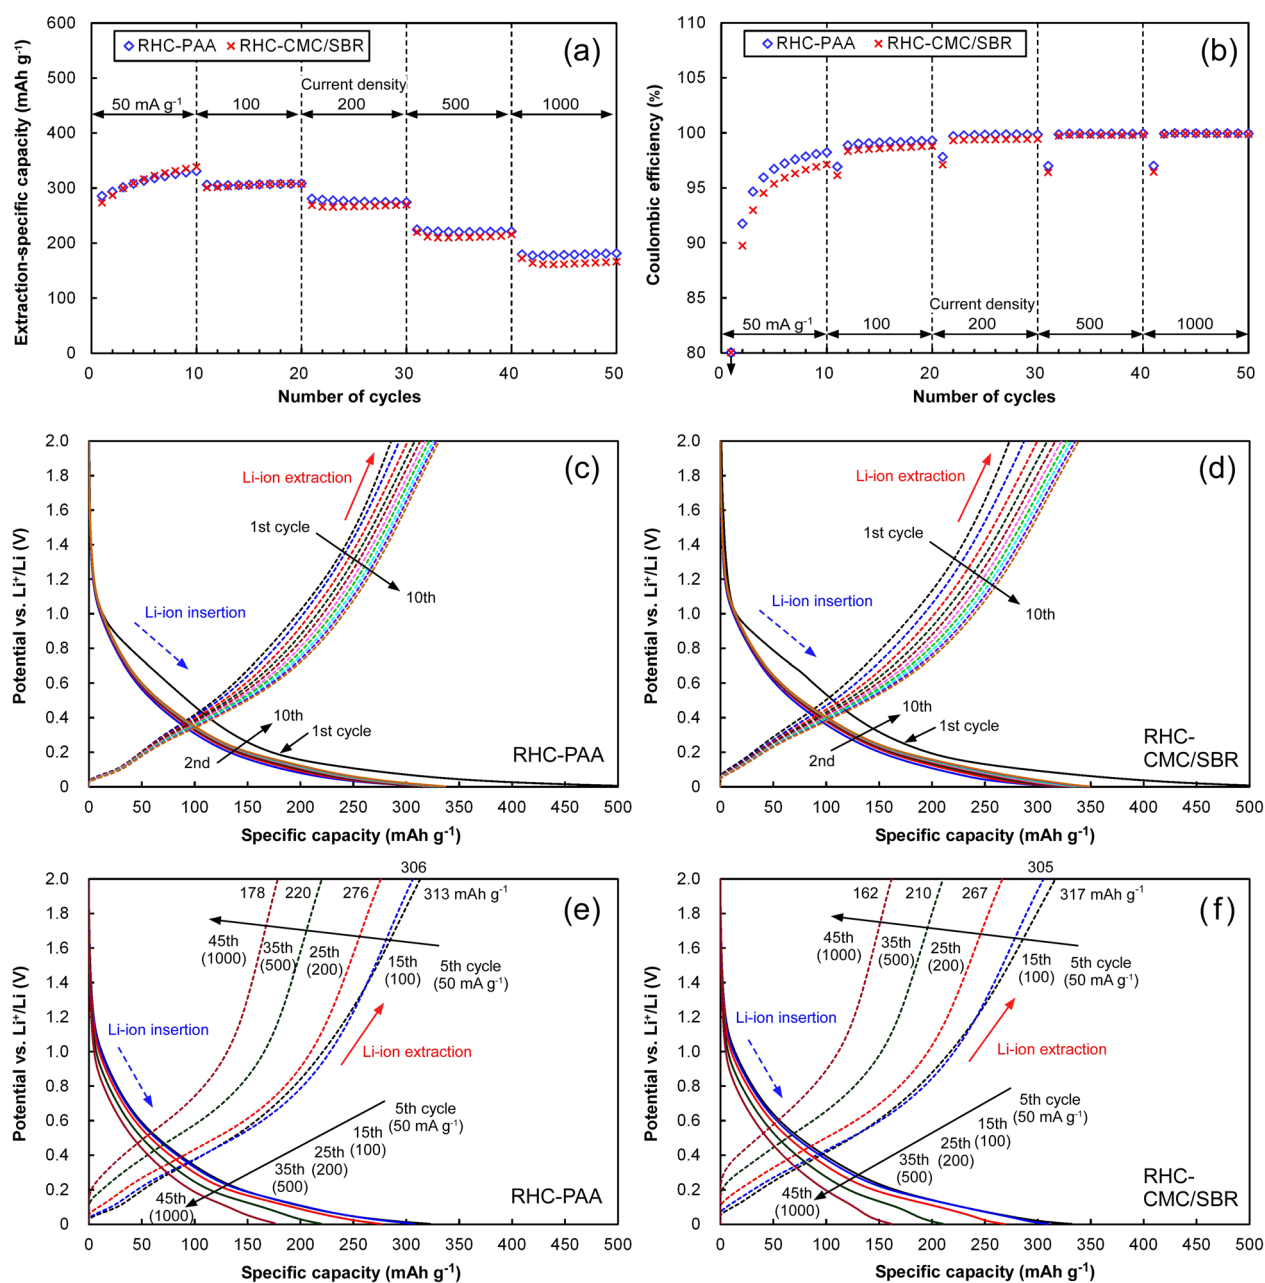 (a)
RHC-PAA RHC-CMC/SBR
Extraction-specific capacity (mAh g-1)
600
500
400
300
200
100
0
Current density
50 mA g-1 100 200 500 1000
0 10 20 30 40 50
Number of cycles
(b)
RHC-PAA RHC-CMC/SBR
Coulombic efficiency (%)
110
105
100
95
90
85
80
Current density
50 mA g-1 100 200 500 1000
0 10 20 30 40 50
Number of cycles
(c)
Potential vs. Li+/Li (V)
2.0
1.8
1.6
1.4
1.2
1.0
0.8
0.6
0.4
0.2
0
Li-ion extraction
1st cycle
10th
Li-ion insertion
10th
1st cycle
2nd
RHC-PAA
0 50 100 150 200 250 300 350 400 450 500
Specific capacity (mAh g-1)
(d)
Potential vs. Li+/Li (V)
2.0
1.8
1.6
1.4
1.2
1.0
0.8
0.6
0.4
0.2
0
Li-ion extraction
1st cycle
10th
Li-ion insertion
10th
1st cycle
2nd
RHC-
CMC/SBR
0 50 100 150 200 250 300 350 400 450 500
Specific capacity (mAh g-1)
(e)
Potential vs. Li+/Li (V)
2.0
1.8
1.6
1.4
1.2
1.0
0.8
0.6
0.4
0.2
0
306
178 220 276 313 mAh g-1
45th
(1000)
35th
(500)
25th
(200)
15th
(100)
5th cycle
(50 mA g-1)
Li-ion insertion
Li-ion extraction
5th cycle
(50 mA g-1)
15th
(100)
25th
(200)
35th
(500)
45th
(1000)
RHC-PAA
0 50 100 150 200 250 300 350 400 450 500
Specific capacity (mAh g-1)
(f)
Potential vs. Li+/Li (V)
2.0
1.8
1.6
1.4
1.2
1.0
0.8
0.6
0.4
0.2
0
305
162 210 267 317 mAh g-1
45th
(1000)
35th
(500)
25th
(200)
15th
(100)
5th cycle
(50 mA g-1)
Li-ion insertion
Li-ion extraction
5th cycle
(50 mA g-1)
15th
(100)
25th
(200)
35th
(500)
45th
(1000)
RHC-
CMC/SBR
0 50 100 150 200 250 300 350 400 450 500
Specific capacity (mAh g-1)